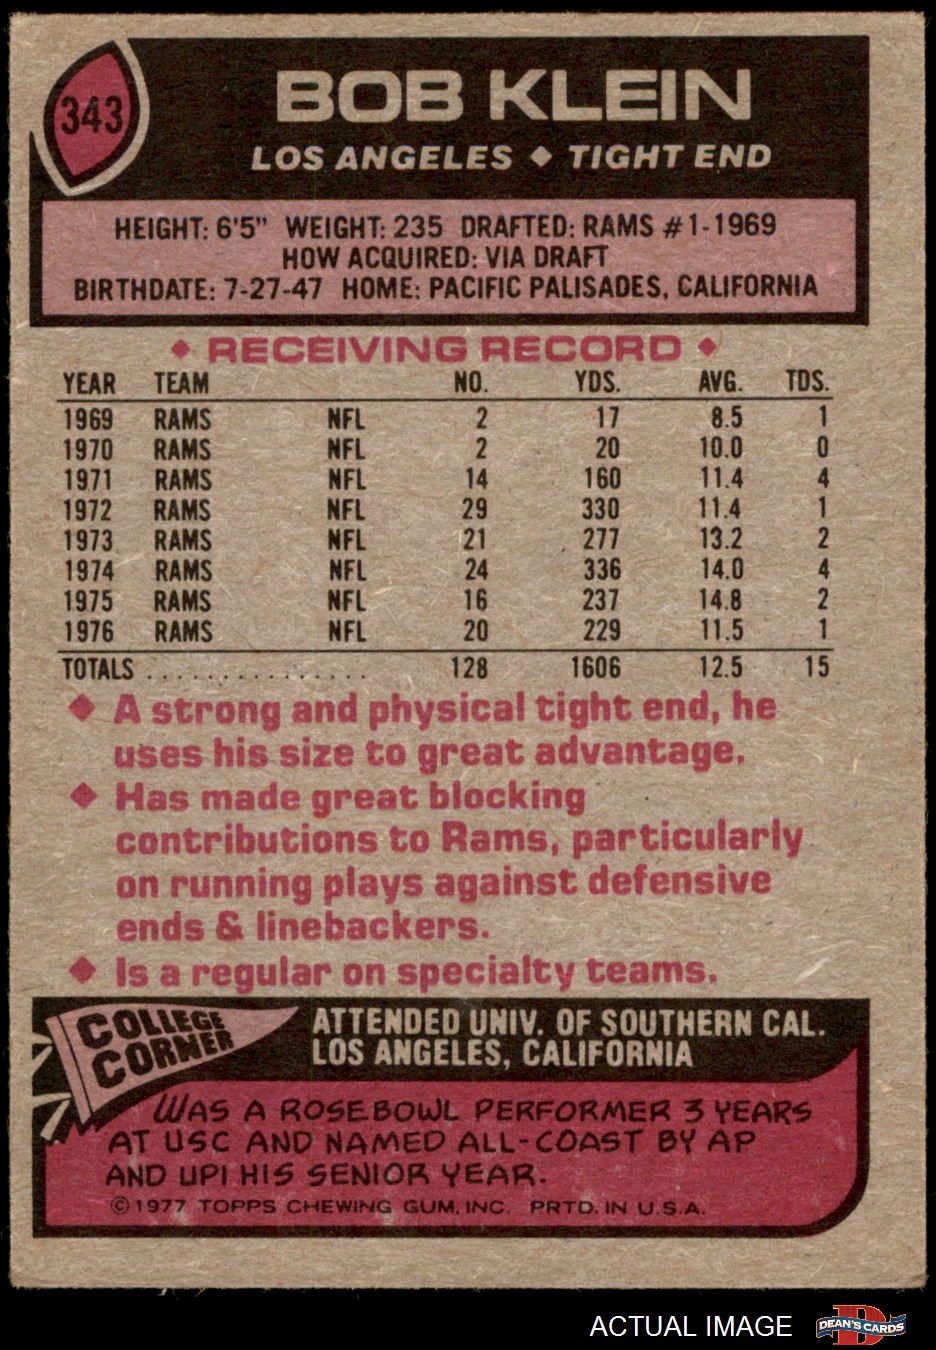 343
BOB KLEIN
LOS ANGELES ◆ TIGHT END
HEIGHT: 6'5" WEIGHT: 235 DRAFTED: RAMS #1-1969
HOW ACQUIRED: VIA DRAFT
BIRTHDATE: 7-27-47 HOME: PACIFIC PALISADES, CALIFORNIA
◆ RECEIVING RECORD ◆
YEAR TEAM NO. YDS. AVG. TDS.
1969 RAMS NFL 2 17 8.5 1
1970 RAMS NFL 2 20 10.0 0
1971 RAMS NFL 14 160 11.4 4
1972 RAMS NFL 29 330 11.4 1
1973 RAMS NFL 21 277 13.2 2
1974 RAMS NFL 24 336 14.0 4
1975 RAMS NFL 16 237 14.8 2
1976 RAMS NFL 20 229 11.5 1
TOTALS . . . . . . . . . . . . . . . 128 1606 12.5 15
◆ A strong and physical tight end, he
uses his size to great advantage.
◆ Has made great blocking
contributions to Rams, particularly
on running plays against defensive
ends & linebackers.
◆ Is a regular on specialty teams.
COLLEGE
CORNER
ATTENDED UNIV. OF SOUTHERN CAL.
LOS ANGELES, CALIFORNIA
WAS A ROSE BOWL PERFORMER 3 YEARS
AT USC AND NAMED ALL-COAST BY AP
AND UPI HIS SENIOR YEAR.
©1977 TOPPS CHEWING GUM, INC. PRTD. IN U.S.A.
ACTUAL IMAGE
D
DEAN'S CARDS